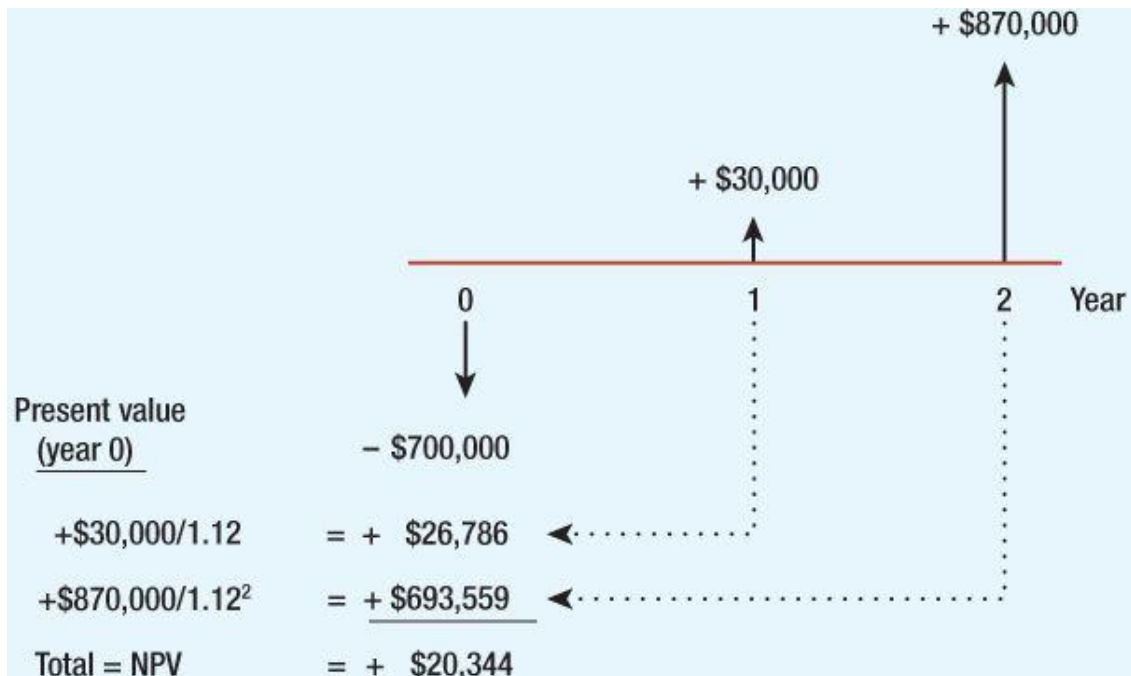 + $870,000
+ $30,000
0 1 2 Year
Present value
(year 0) − $700,000
+$30,000/1.12 = + $26,786
+$870,000/1.12² = + $693,559
Total = NPV = + $20,344